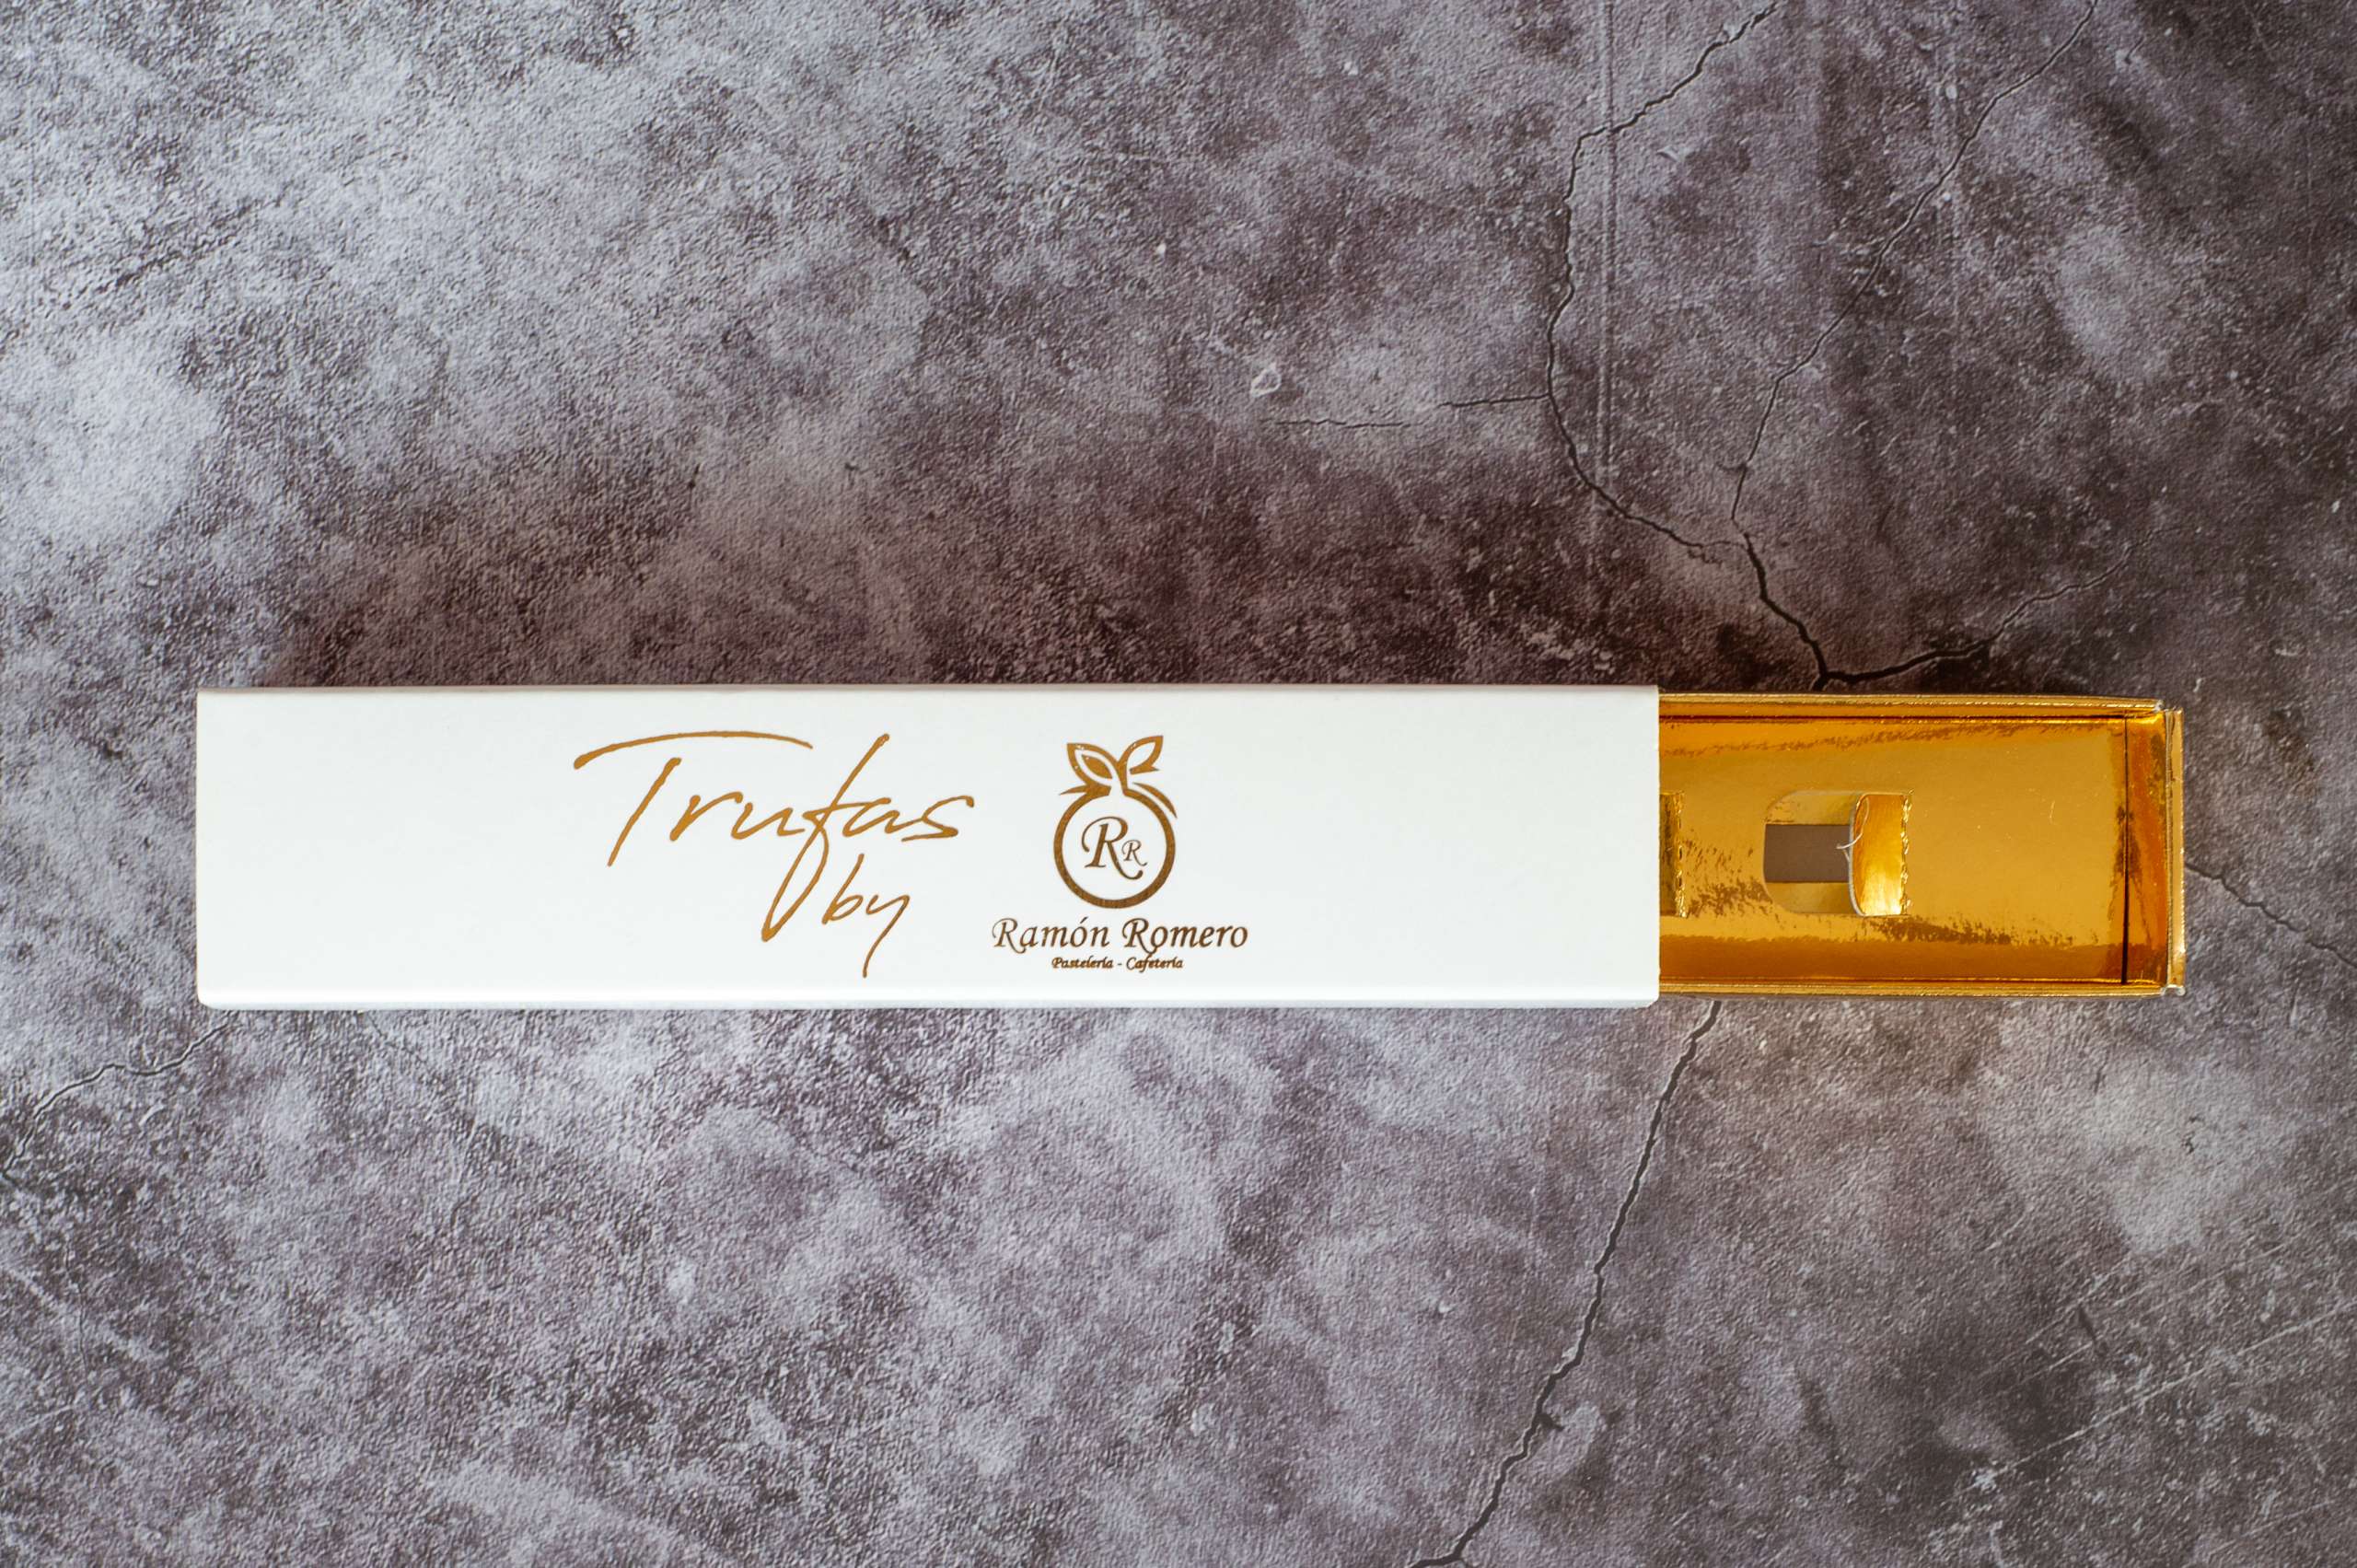 Trufas
by
RR
Ramón Romero
Pastelería - Cafetería